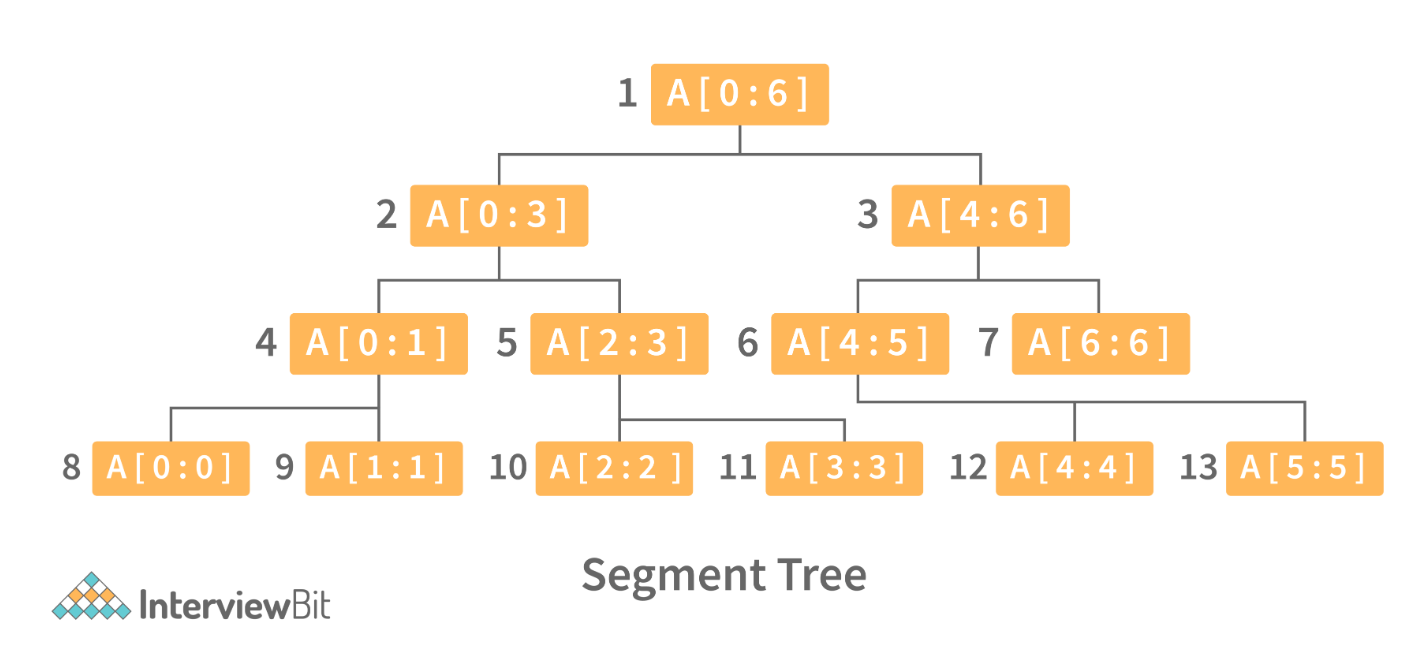 1 A[0:6]
2 A[0:3] 3 A[4:6]
4 A[0:1] 5 A[2:3] 6 A[4:5] 7 A[6:6]
8 A[0:0] 9 A[1:1] 10 A[2:2 ] 11 A[3:3] 12 A[4:4] 13 A[5:5]
Segment Tree
InterviewBit